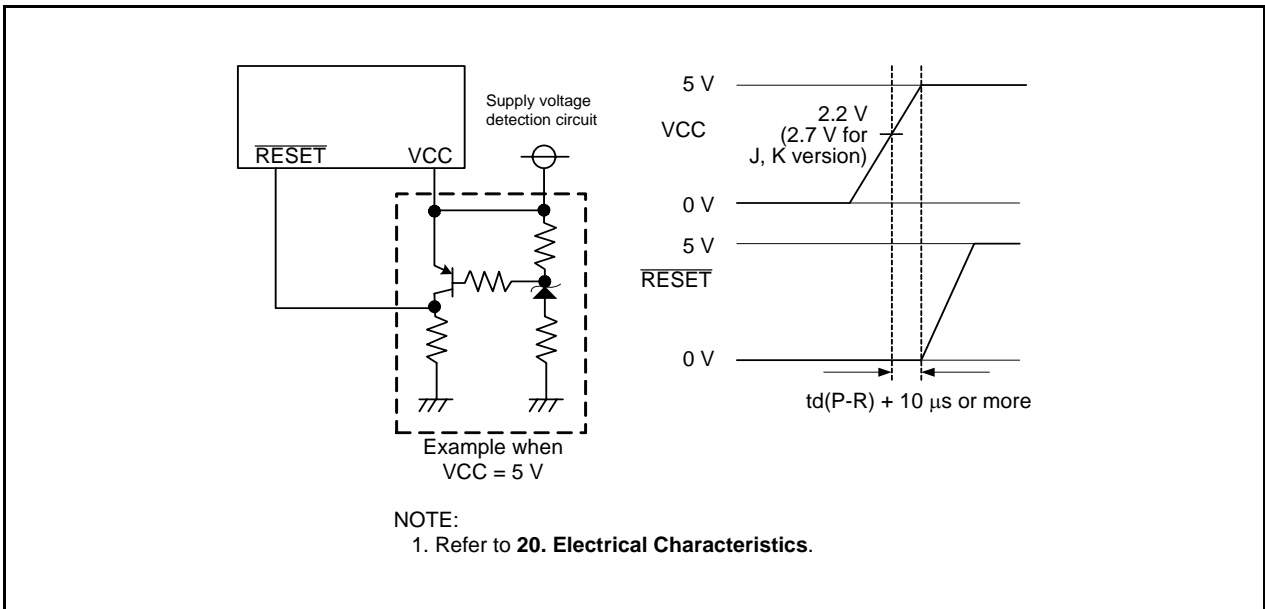 RESET VCC
Supply voltage
detection circuit
Example when
VCC = 5 V
5 V
VCC
2.2 V
(2.7 V for
J, K version)
0 V
5 V
RESET
0 V
td(P-R) + 10 μs or more
NOTE:
1. Refer to 20. Electrical Characteristics.